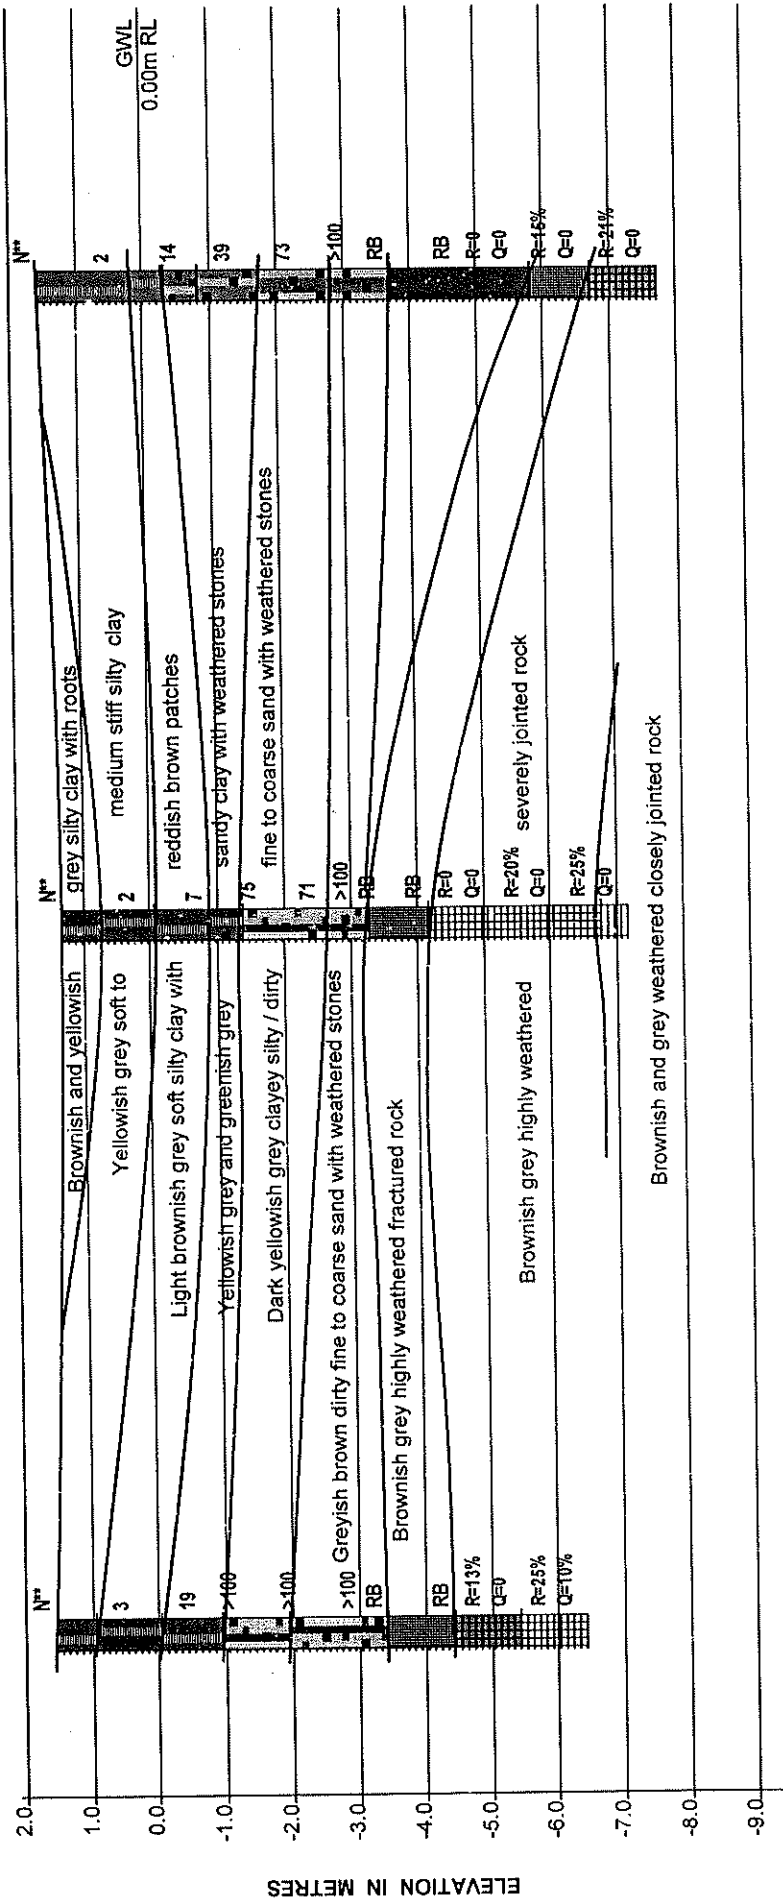 ELEVATION IN METRES
2.0
1.0
0.0
-1.0
-2.0
-3.0
-4.0
-5.0
-6.0
-7.0
-8.0
-9.0
N**
3
19
>100
>100
>100
RB
RB
R=13%
Q=0
R=25%
Q=10%
N**
2
7
75
71
>100
RB
RB
R=0
Q=0
R=20%
Q=0
R=25%
Q=0
N**
2
14
39
73
>100
RB
RB
R=0
Q=0
R=15%
Q=0
R=21%
Q=0
GWL
0.00m RL
Brownish and yellowish grey silty clay with roots
Yellowish grey soft to medium stiff silty clay
Light brownish grey soft silty clay with reddish brown patches
Yellowish grey and greenish grey sandy clay with weathered stones
Dark yellowish grey clayey silty / dirty fine to coarse sand with weathered stones
Greyish brown dirty fine to coarse sand with weathered stones
Brownish grey highly weathered fractured rock
Brownish grey highly weathered severely jointed rock
Brownish and grey weathered closely jointed rock